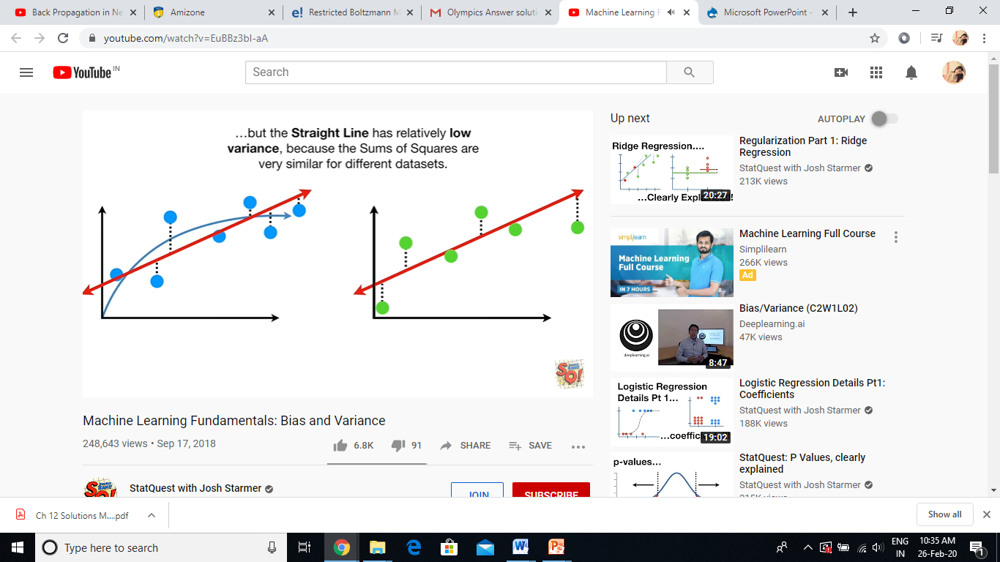 Back Propagation in Ne
Amizone
Restricted Boltzmann M
Olympics Answer soluti
Machine Learning F
Microsoft PowerPoint -
youtube.com/watch?v=EuBBz3bI-aA
YouTube IN
Search
…but the Straight Line has relatively low
variance, because the Sums of Squares are
very similar for different datasets.
Machine Learning Fundamentals: Bias and Variance
248,643 views • Sep 17, 2018
6.8K
91
SHARE
SAVE
StatQuest with Josh Starmer
JOIN
SUBSCRIBE
Up next
AUTOPLAY
Ridge Regression….
…Clearly Expl
20:27
Regularization Part 1: Ridge
Regression
StatQuest with Josh Starmer
213K views
simplilearn
Machine Learning
Full Course
IN 7 HOURS
Machine Learning Full Course
Simplilearn
266K views
Ad
deeplearning.ai
8:47
Bias/Variance (C2W1L02)
Deeplearning.ai
47K views
Logistic Regression
Details Pt 1…
…coeffic
19:02
Logistic Regression Details Pt1:
Coefficients
StatQuest with Josh Starmer
188K views
p-values…
StatQuest: P Values, clearly
explained
StatQuest with Josh Starmer
Ch 12 Solutions M....pdf
Show all
Type here to search
ENG
IN
10:35 AM
26-Feb-20
1